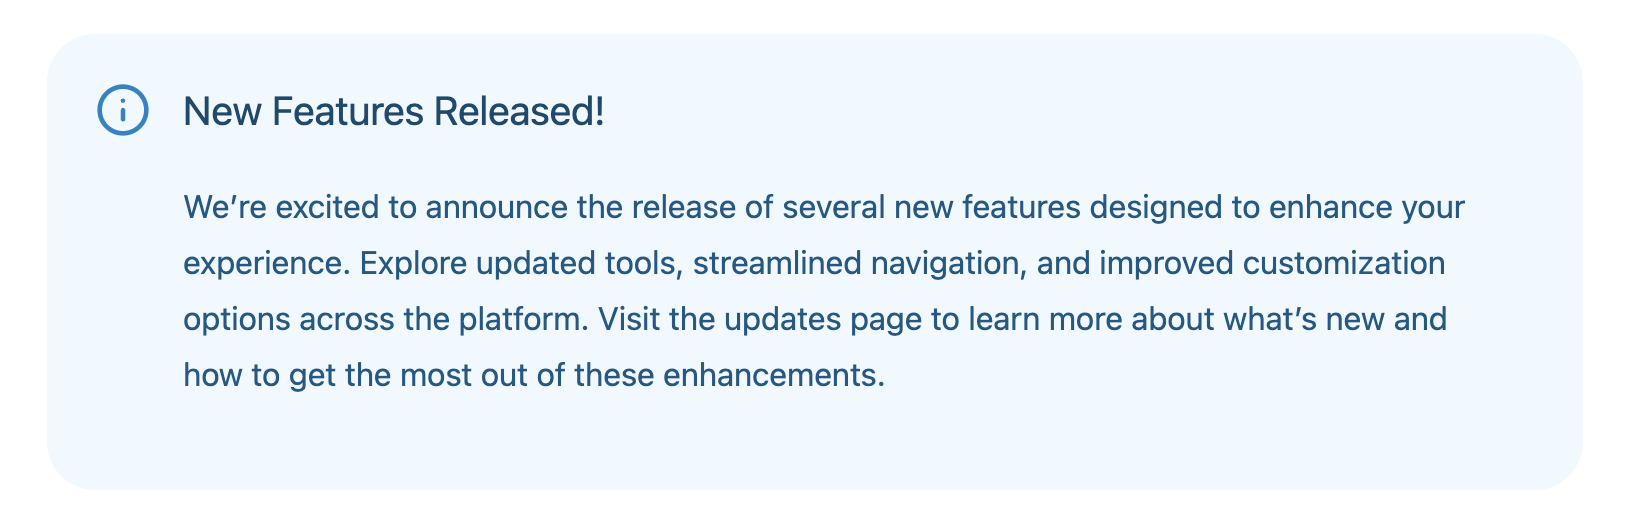 New Features Released!
We’re excited to announce the release of several new features designed to enhance your
experience. Explore updated tools, streamlined navigation, and improved customization
options across the platform. Visit the updates page to learn more about what’s new and
how to get the most out of these enhancements.